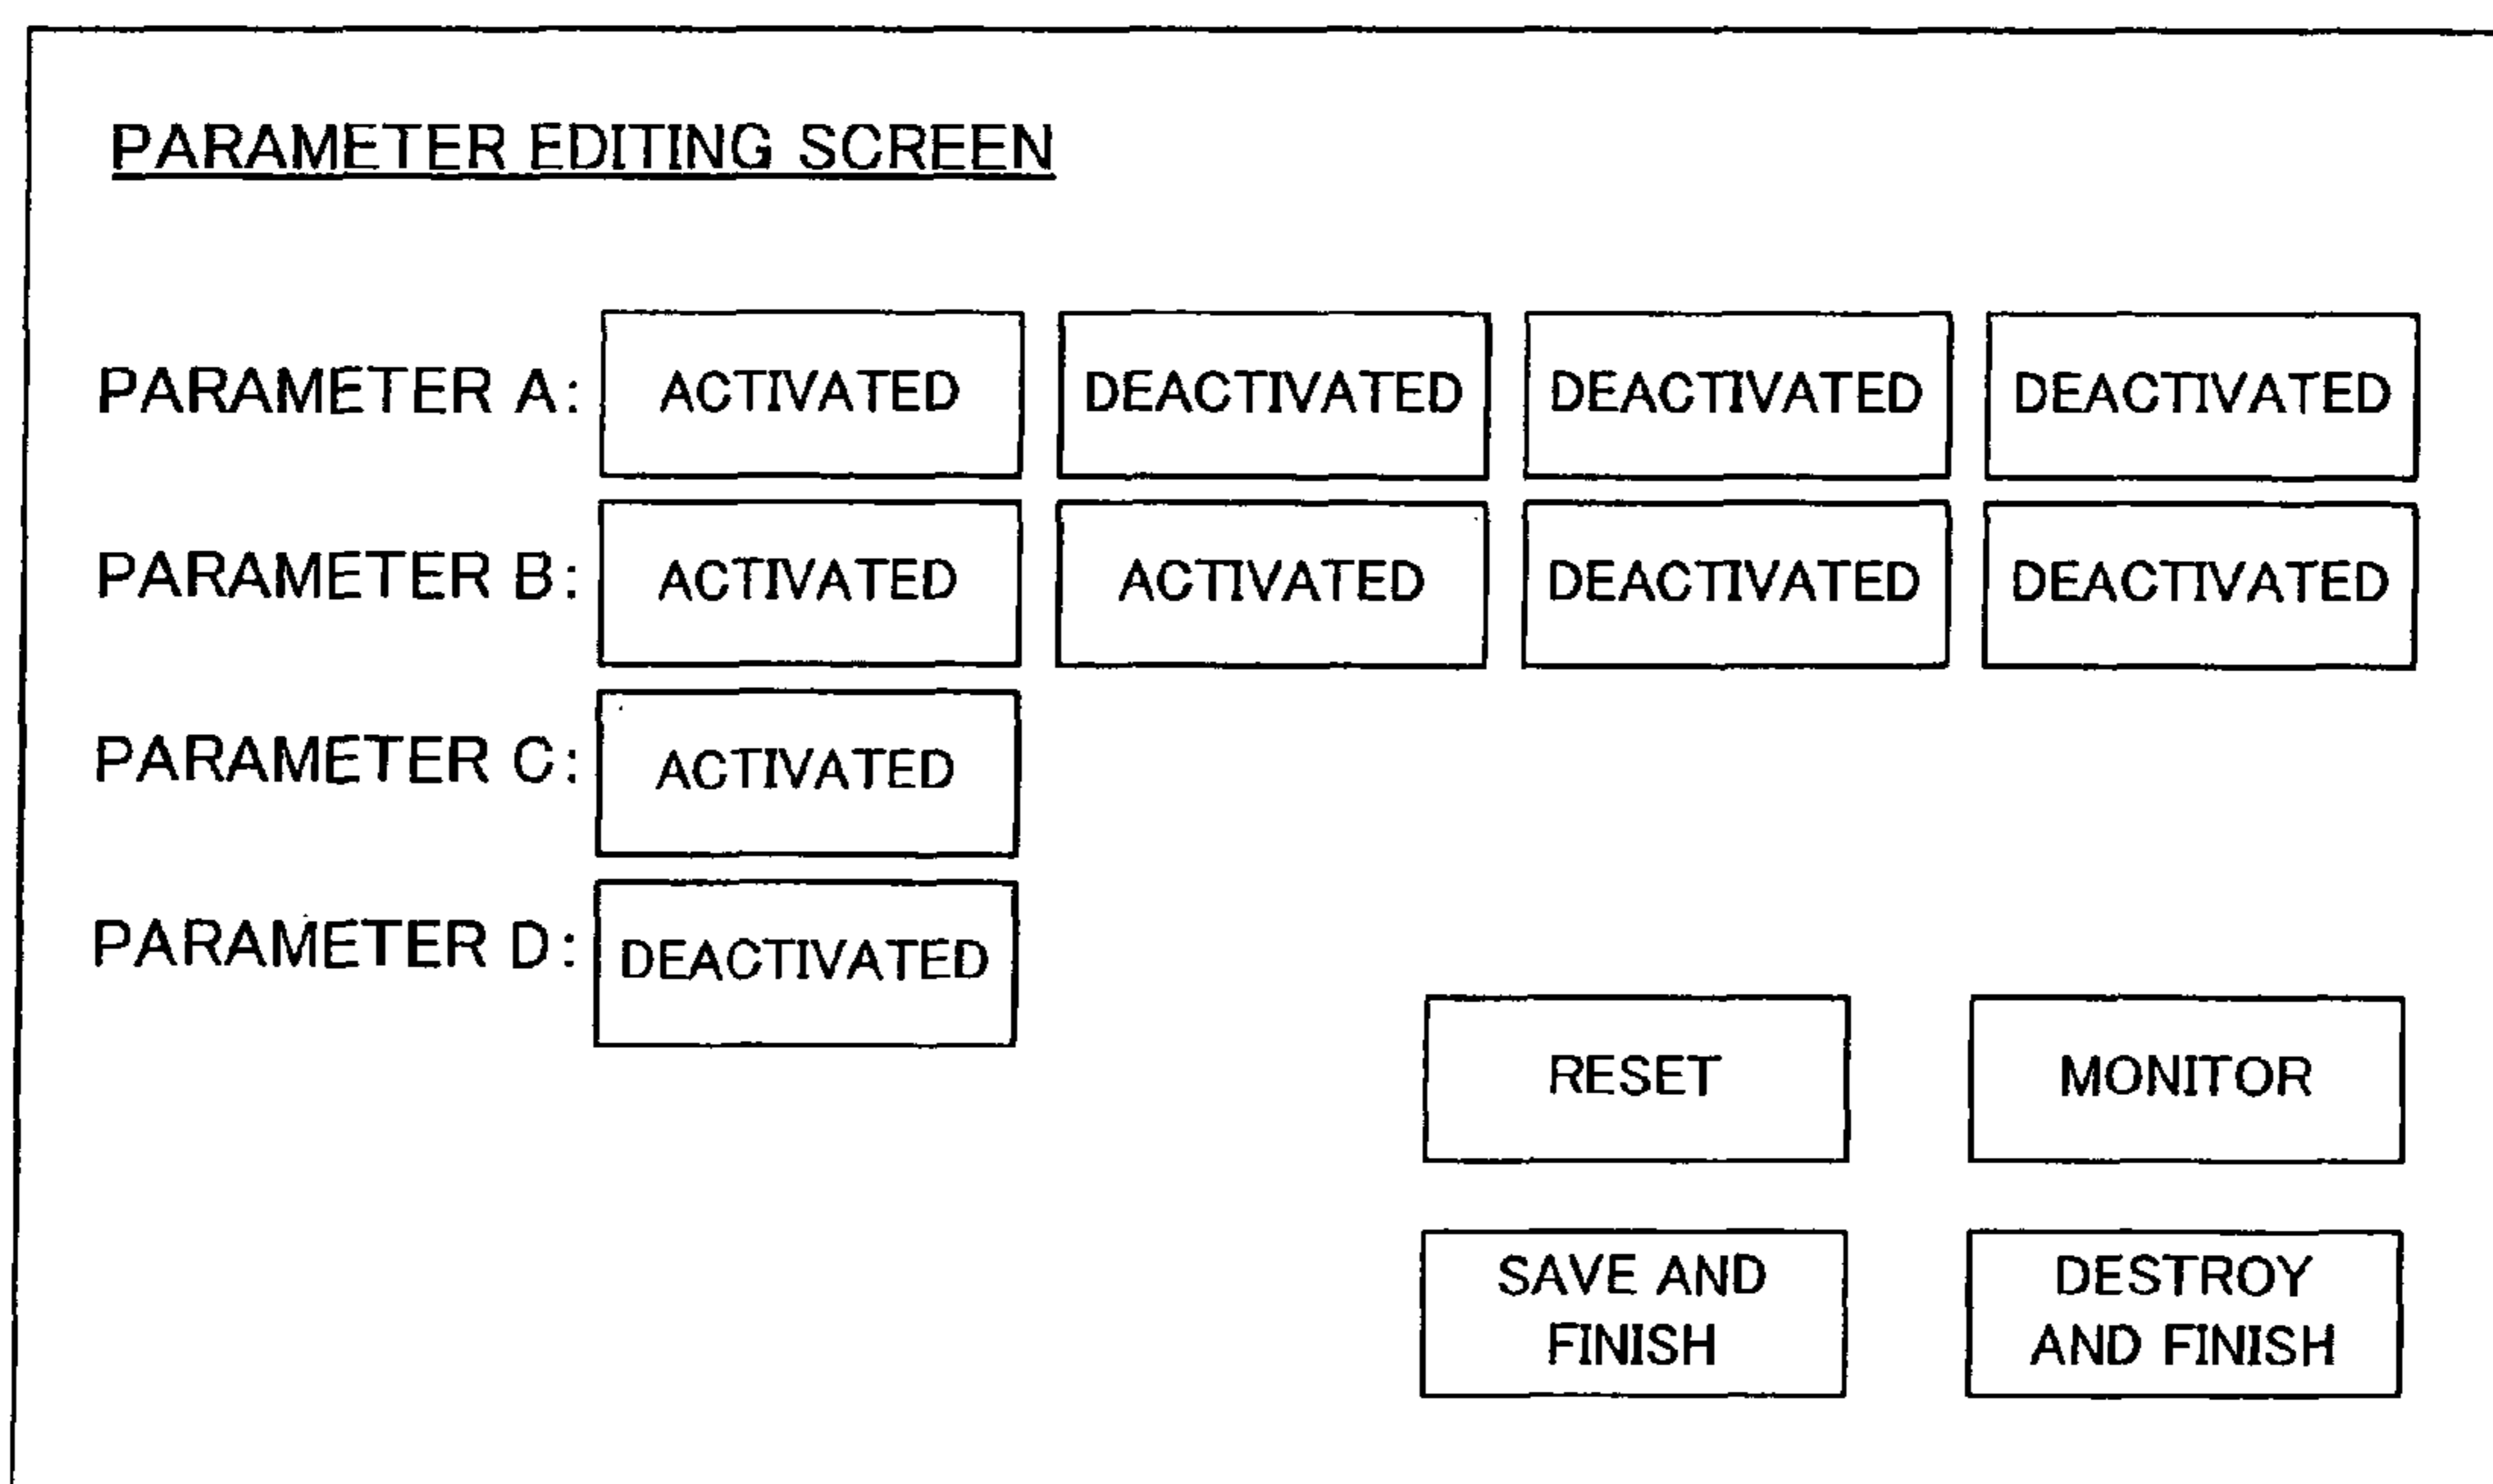 PARAMETER EDITING SCREEN
PARAMETER A: ACTIVATED DEACTIVATED DEACTIVATED DEACTIVATED
PARAMETER B: ACTIVATED ACTIVATED DEACTIVATED DEACTIVATED
PARAMETER C: ACTIVATED
PARAMETER D: DEACTIVATED
RESET MONITOR
SAVE AND FINISH
DESTROY AND FINISH